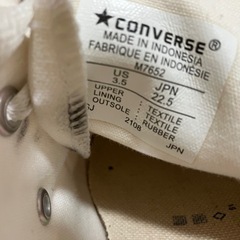 ★CONVERSE®
MADE IN INDONESIA
FABRIQUE EN INDONÉSIE
M7652
US JPN
3.5 22.5
UPPER : TEXTILE
LINING : TEXTILE
OUTSOLE : RUBBER
2108
JPN